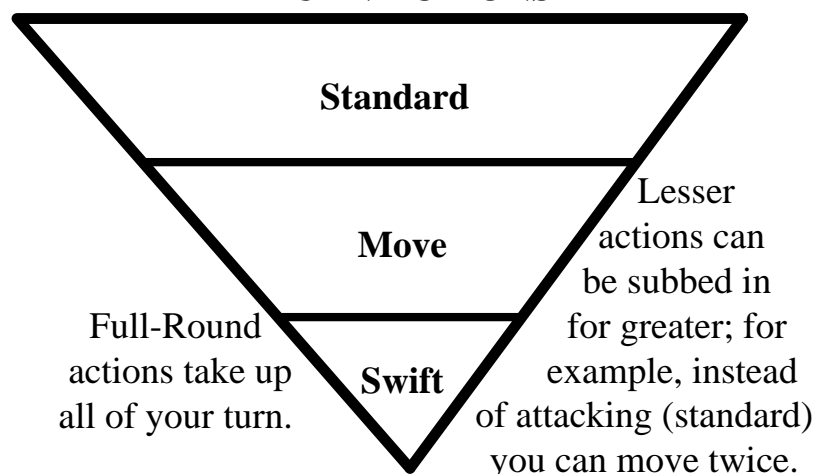 Standard
Move
Swift
Full-Round
actions take up
all of your turn.
Lesser
actions can
be subbed in
for greater; for
example, instead
of attacking (standard)
you can move twice.